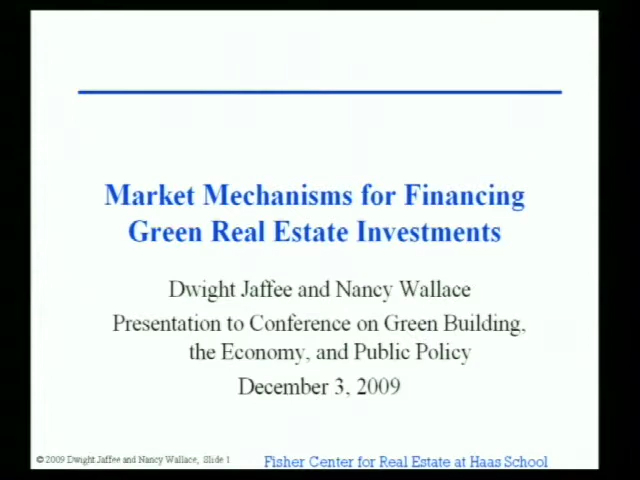 Market Mechanisms for Financing
Green Real Estate Investments
Dwight Jaffee and Nancy Wallace
Presentation to Conference on Green Building,
the Economy, and Public Policy
December 3, 2009
© 2009 Dwight Jaffee and Nancy Wallace, Slide 1
Fisher Center for Real Estate at Haas School